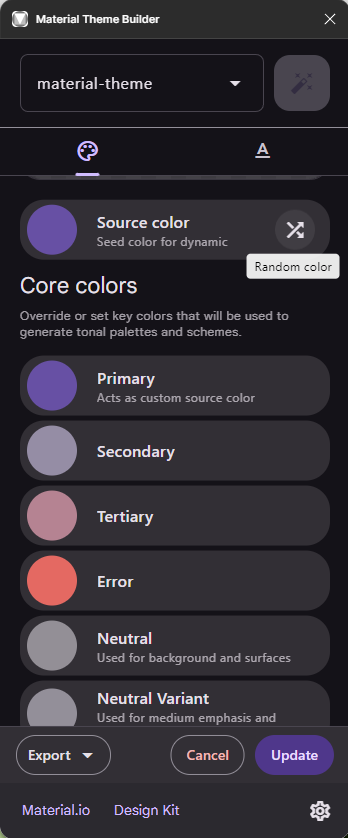 Material Theme Builder
material-theme
A
Source color
Seed color for dynamic
Random color
Core colors
Override or set key colors that will be used to
generate tonal palettes and schemes.
Primary
Acts as custom source color
Secondary
Tertiary
Error
Neutral
Used for background and surfaces
Neutral Variant
Used for medium emphasis and
Export
Cancel
Update
Material.io
Design Kit